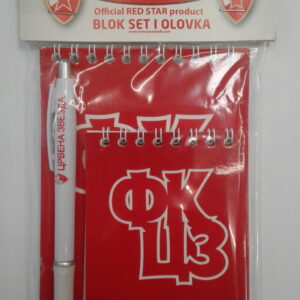 Official RED STAR product
BLOK SET I OLOVKA
ЦРВЕНА ЗВЕЗДА
ФК
ЦЗ